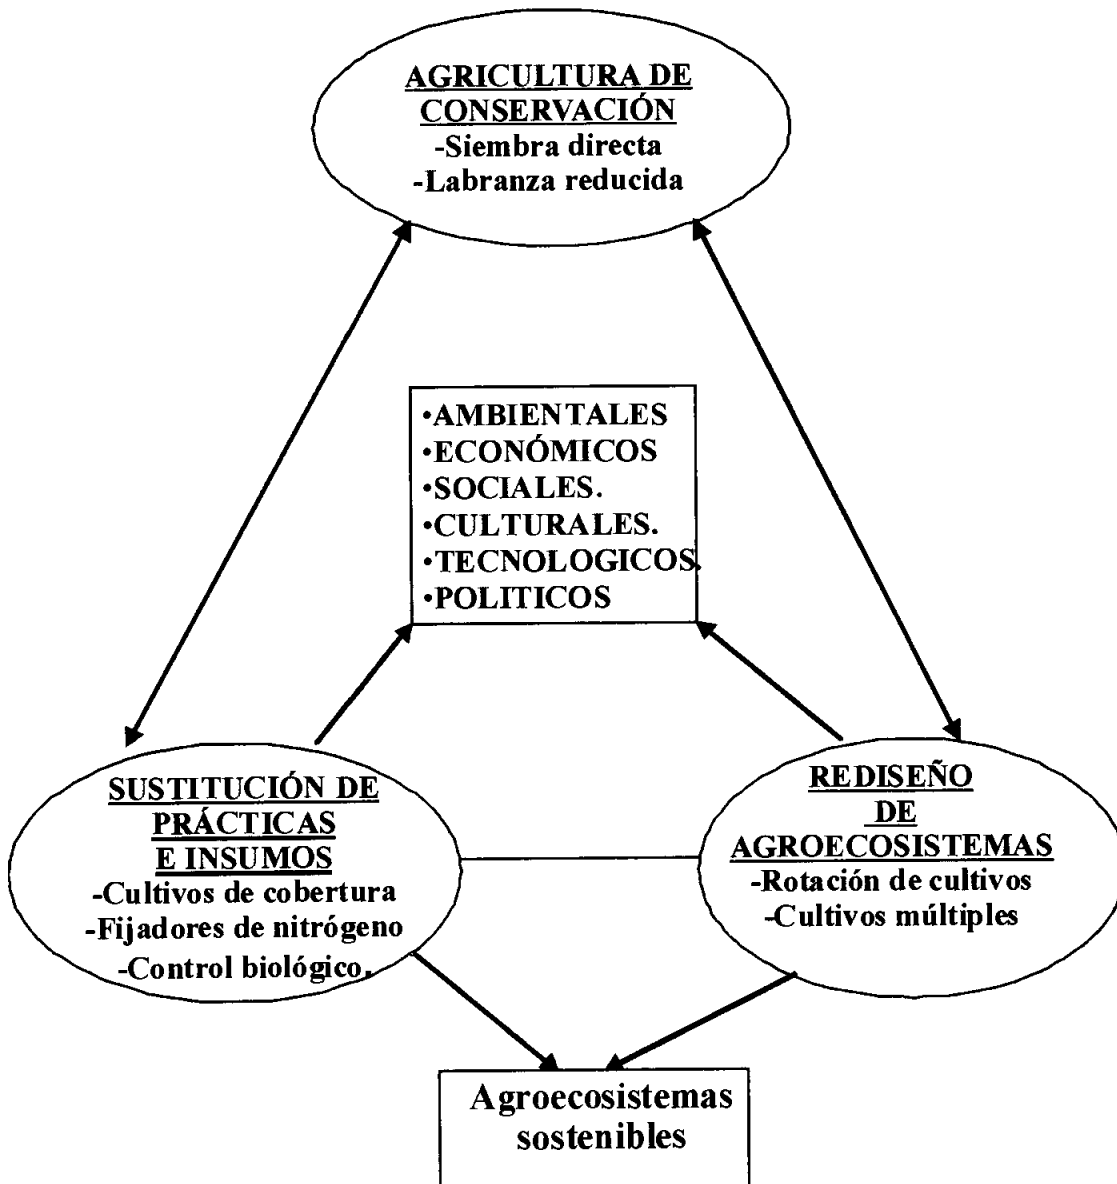 AGRICULTURA DE
CONSERVACIÓN
-Siembra directa
-Labranza reducida
•AMBIENTALES
•ECONÓMICOS
•SOCIALES.
•CULTURALES.
•TECNOLOGICOS.
•POLITICOS
SUSTITUCIÓN DE
PRÁCTICAS
E INSUMOS
-Cultivos de cobertura
-Fijadores de nitrógeno
-Control biológico.
REDISEÑO
DE
AGROECOSISTEMAS
-Rotación de cultivos
-Cultivos múltiples
Agroecosistemas
sostenibles